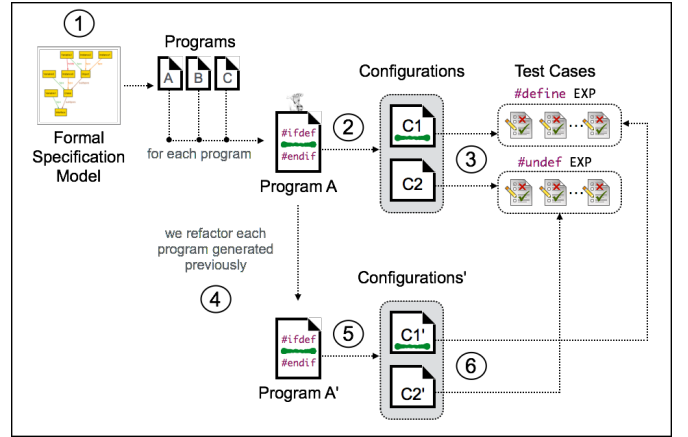 1
Programs
A B C
Formal
Specification
Model
for each program
#ifdef
#endif
Program A
2
Configurations
C1
C2
3
Test Cases
#define EXP
...
#undef EXP
...
we refactor each
program generated
previously
4
#ifdef
#endif
Program A'
5
Configurations'
C1'
C2'
6